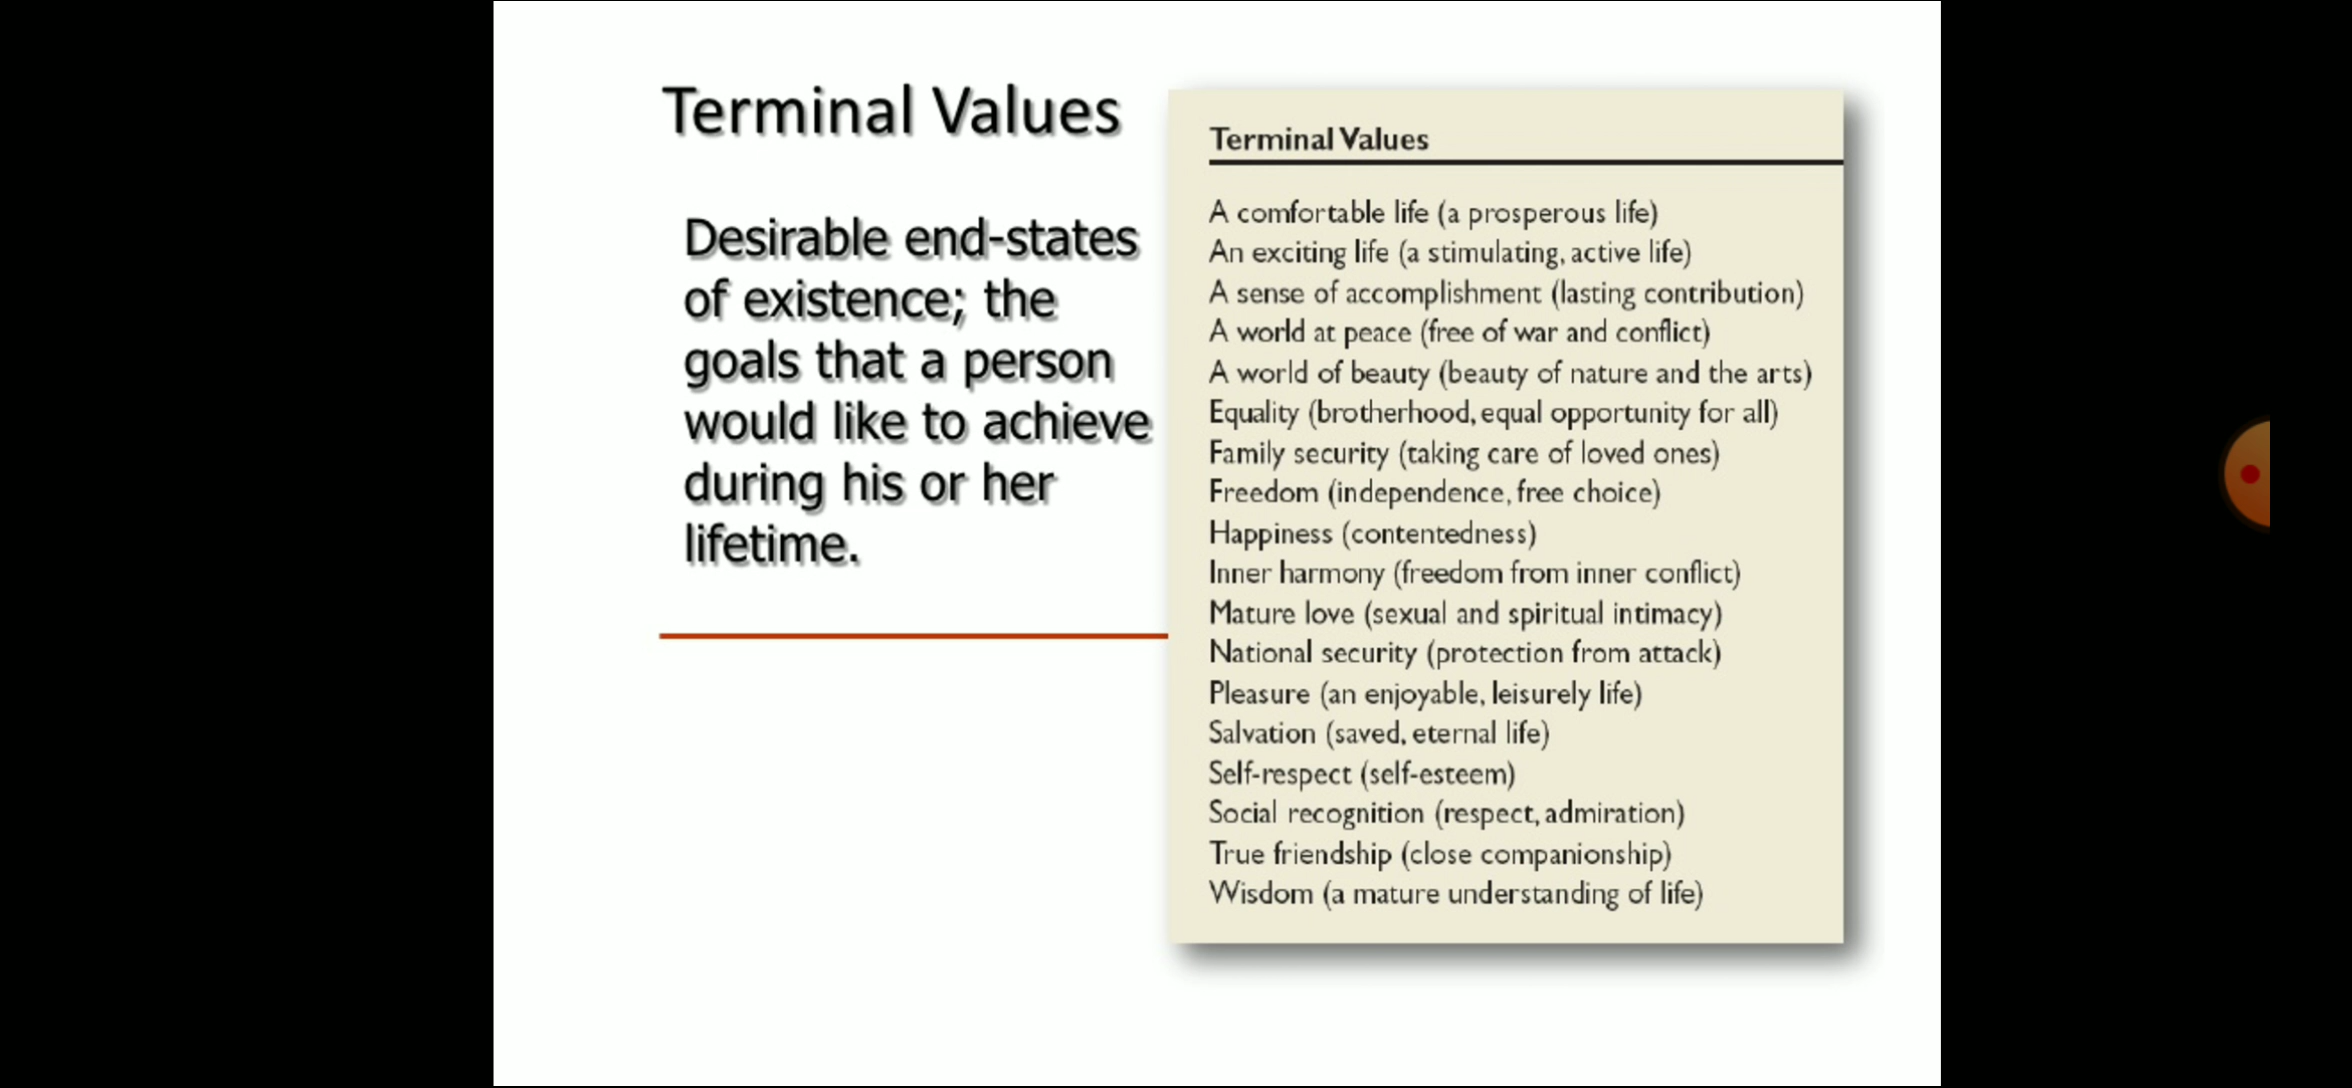 Terminal Values
Desirable end-states
of existence; the
goals that a person
would like to achieve
during his or her
lifetime.
Terminal Values
A comfortable life (a prosperous life)
An exciting life (a stimulating, active life)
A sense of accomplishment (lasting contribution)
A world at peace (free of war and conflict)
A world of beauty (beauty of nature and the arts)
Equality (brotherhood, equal opportunity for all)
Family security (taking care of loved ones)
Freedom (independence, free choice)
Happiness (contentedness)
Inner harmony (freedom from inner conflict)
Mature love (sexual and spiritual intimacy)
National security (protection from attack)
Pleasure (an enjoyable, leisurely life)
Salvation (saved, eternal life)
Self-respect (self-esteem)
Social recognition (respect, admiration)
True friendship (close companionship)
Wisdom (a mature understanding of life)